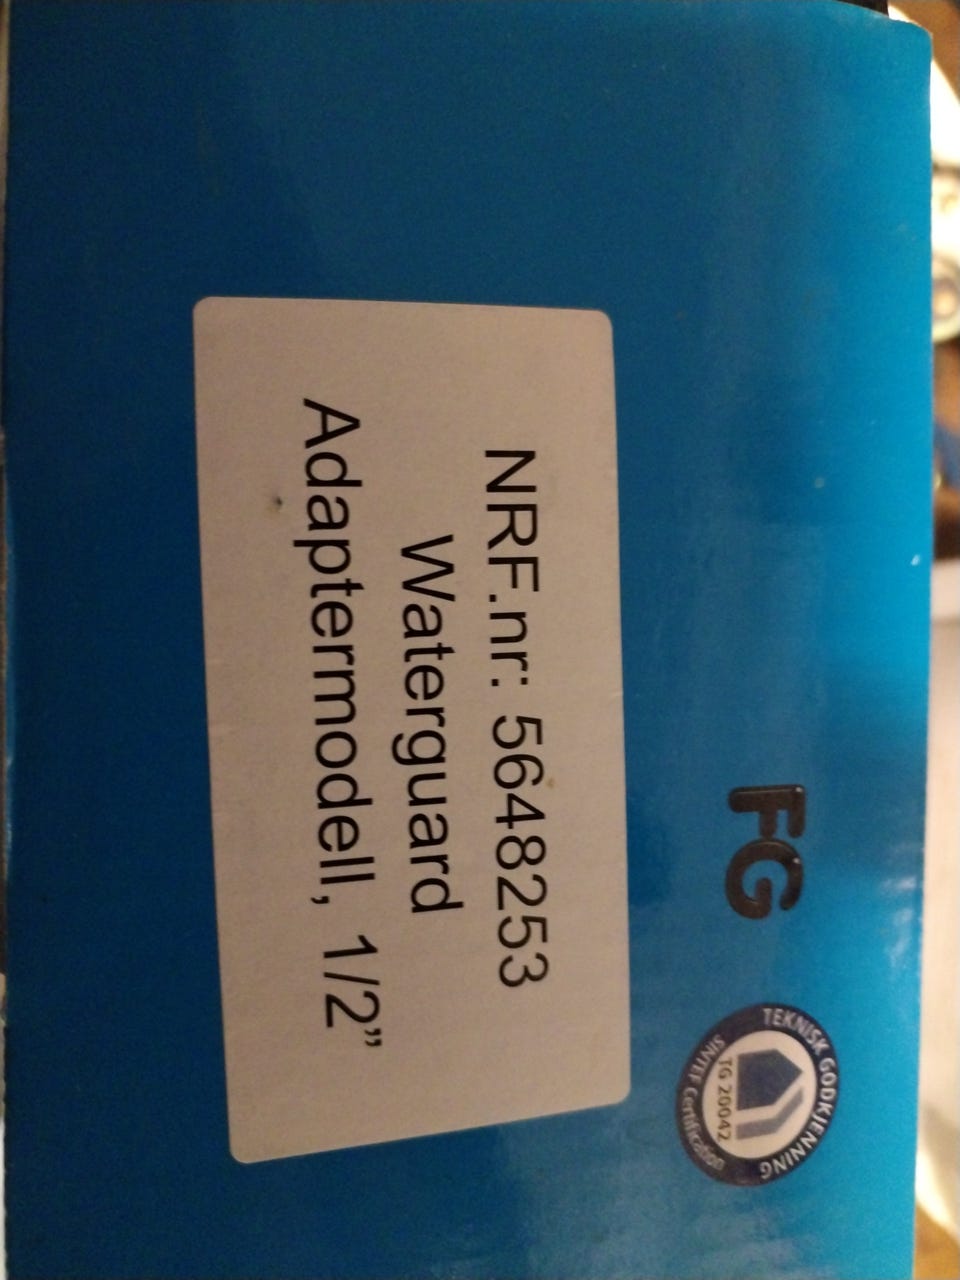 FG
TEKNISK GODKJENNING
TG 20042
SINTEF Certification
NRF.nr: 5648253
Waterguard
Adaptermodell, 1/2”